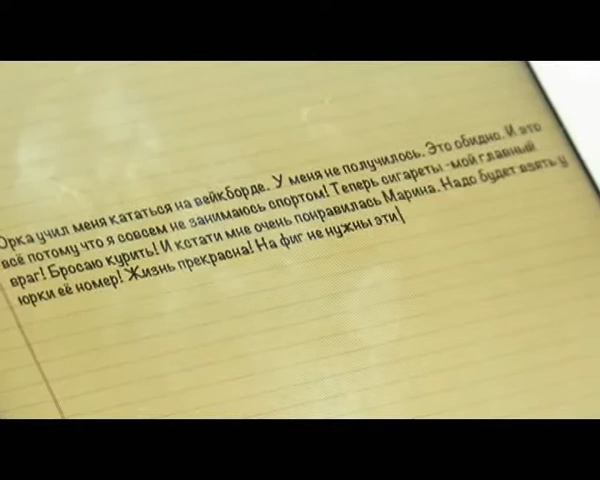 Юрка учил меня кататься на вейкборде. У меня не получилось. Это обидно. И это
всё потому что я совсем не занимаюсь спортом! Теперь сигареты -мой главный
враг! Бросаю курить! И кстати мне очень понравилась Марина. Надо будет взять у
юрки её номер! Жизнь прекрасна! На фиг не нужны эти